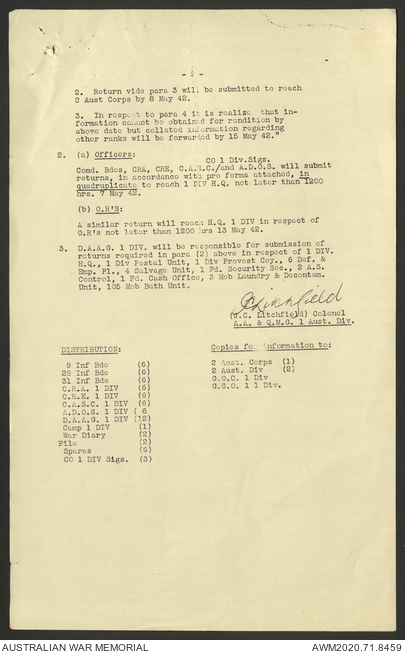 - 2 -
2. Return vide para 3 will be submitted to reach
2 Aust Corps by 8 May 42.
3. In respect to para 4 it is realize that in-
formation cannot be obtained for rendition by
above date but collated information regarding
other ranks will be forwarded by 15 May 42."
2. (a) Officers:
CO 1 Div.Sigs.
Comd. Bdes, CRA, CRE, C.A.S.C./and A.D.O.S. will submit
returns, in accordance with pro forma attached, in
quadruplicate to reach 1 DIV H.Q. not later than 1200
hrs. 7 May 42.
(b) O.R'S:
A similar return will reach H.Q. 1 DIV in respect of
O.R's not later than 1200 hrs 13 May 42.
3. D.A.A.G. 1 DIV. will be responsible for submission of
returns required in para (2) above in respect of 1 DIV.
H.Q., 1 Div Postal Unit, 1 Div Provost Coy., 6 Def. &
Emp. Pl., 4 Salvage Unit, 1 Fd. Security Sec., 2 A.S.
Control, 1 Fd. Cash Office, 3 Mob Laundry & Decontam.
Unit, 105 Mob Bath Unit.
Litchfield
(J.C. Litchfield) Colonel
A.A. & Q.M.G. 1 Aust. Div.
DISTRIBUTION:
9 Inf Bde (6)
28 Inf Bde (6)
31 Inf Bde (6)
C.R.A. 1 DIV (6)
C.R.E. 1 DIV (6)
C.A.S.C. 1 DIV (6)
A.D.O.S. 1 DIV ( 6
D.A.A.G. 1 DIV (12)
Camp 1 DIV (1)
War Diary (2)
File (2)
Spares (6)
CO 1 DIV Sigs. (3)
Copies for information to:
2 Aust. Corps (1)
2 Aust. Div (2)
G.O.C. 1 Div
G.S.O. 1 1 Div.
AUSTRALIAN WAR MEMORIAL
AWM2020.71.8459